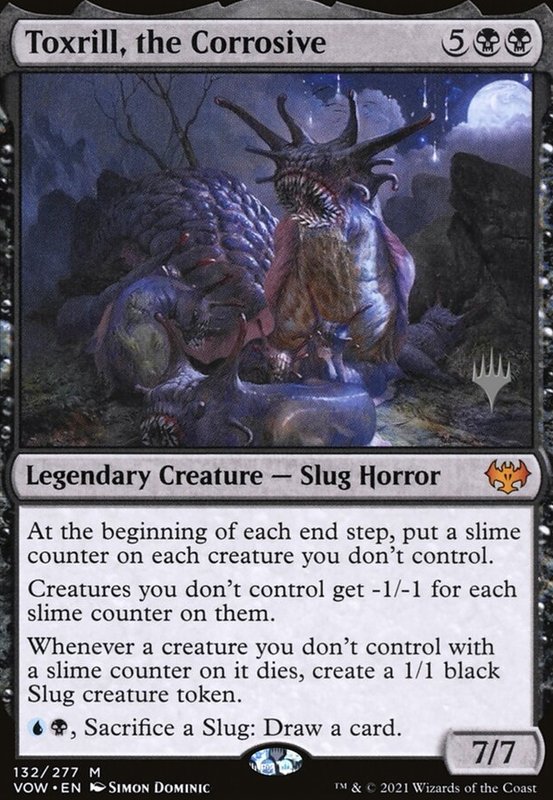 Toxrill, the Corrosive 5
Legendary Creature — Slug Horror
At the beginning of each end step, put a slime
counter on each creature you don't control.
Creatures you don't control get -1/-1 for each
slime counter on them.
Whenever a creature you don't control with
a slime counter on it dies, create a 1/1 black
Slug creature token.
, Sacrifice a Slug: Draw a card.
7/7
132/277 M
VOW • EN Simon Dominic
™ & © 2021 Wizards of the Coast